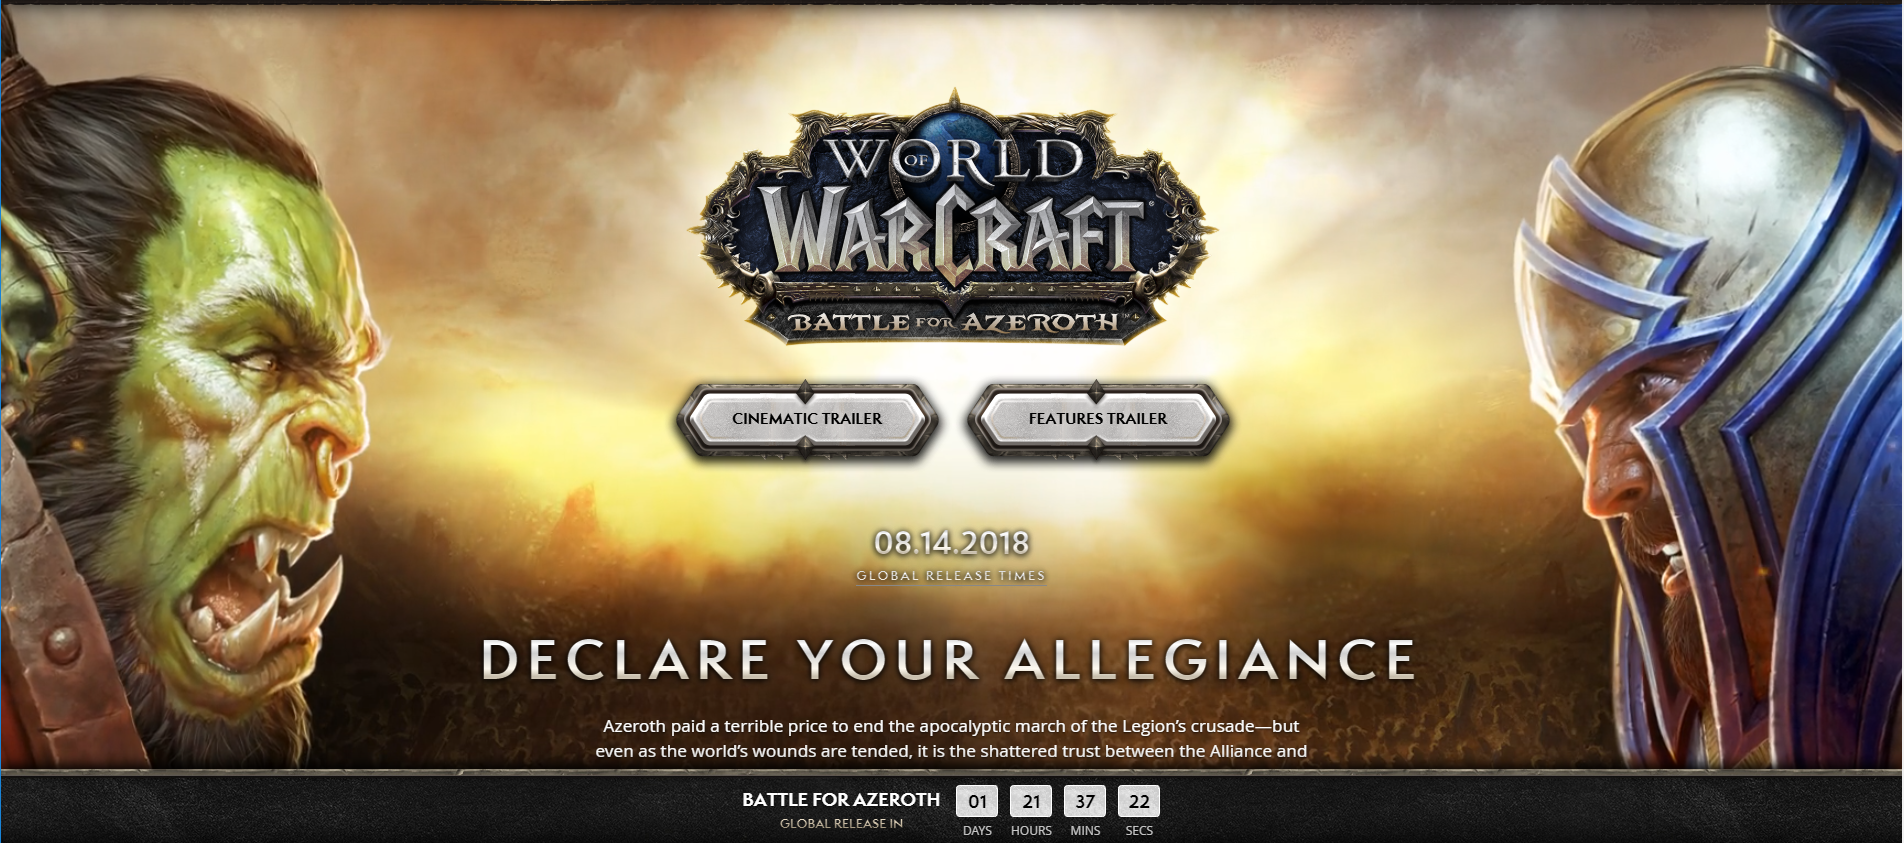 WORLD
OF
WARCRAFT®
BATTLE FOR AZEROTH™
CINEMATIC TRAILER
FEATURES TRAILER
08.14.2018
GLOBAL RELEASE TIMES
DECLARE YOUR ALLEGIANCE
Azeroth paid a terrible price to end the apocalyptic march of the Legion’s crusade—but
even as the world’s wounds are tended, it is the shattered trust between the Alliance and
BATTLE FOR AZEROTH
GLOBAL RELEASE IN
01 21 37 22
DAYS HOURS MINS SECS